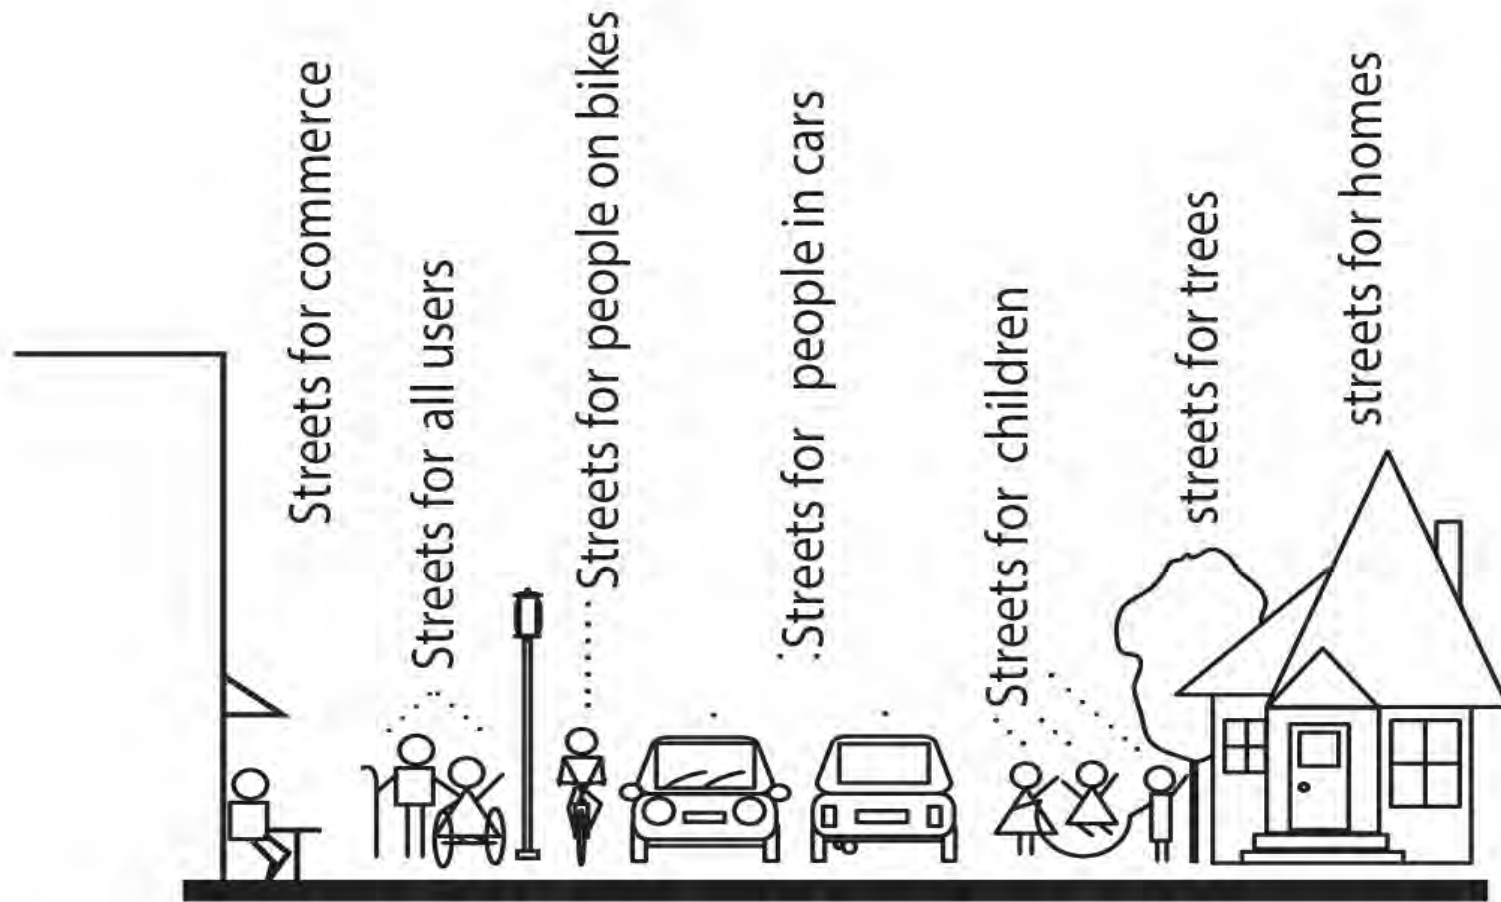 Streets for commerce
Streets for all users
Streets for people on bikes
Streets for people in cars
Streets for children
streets for trees
streets for homes